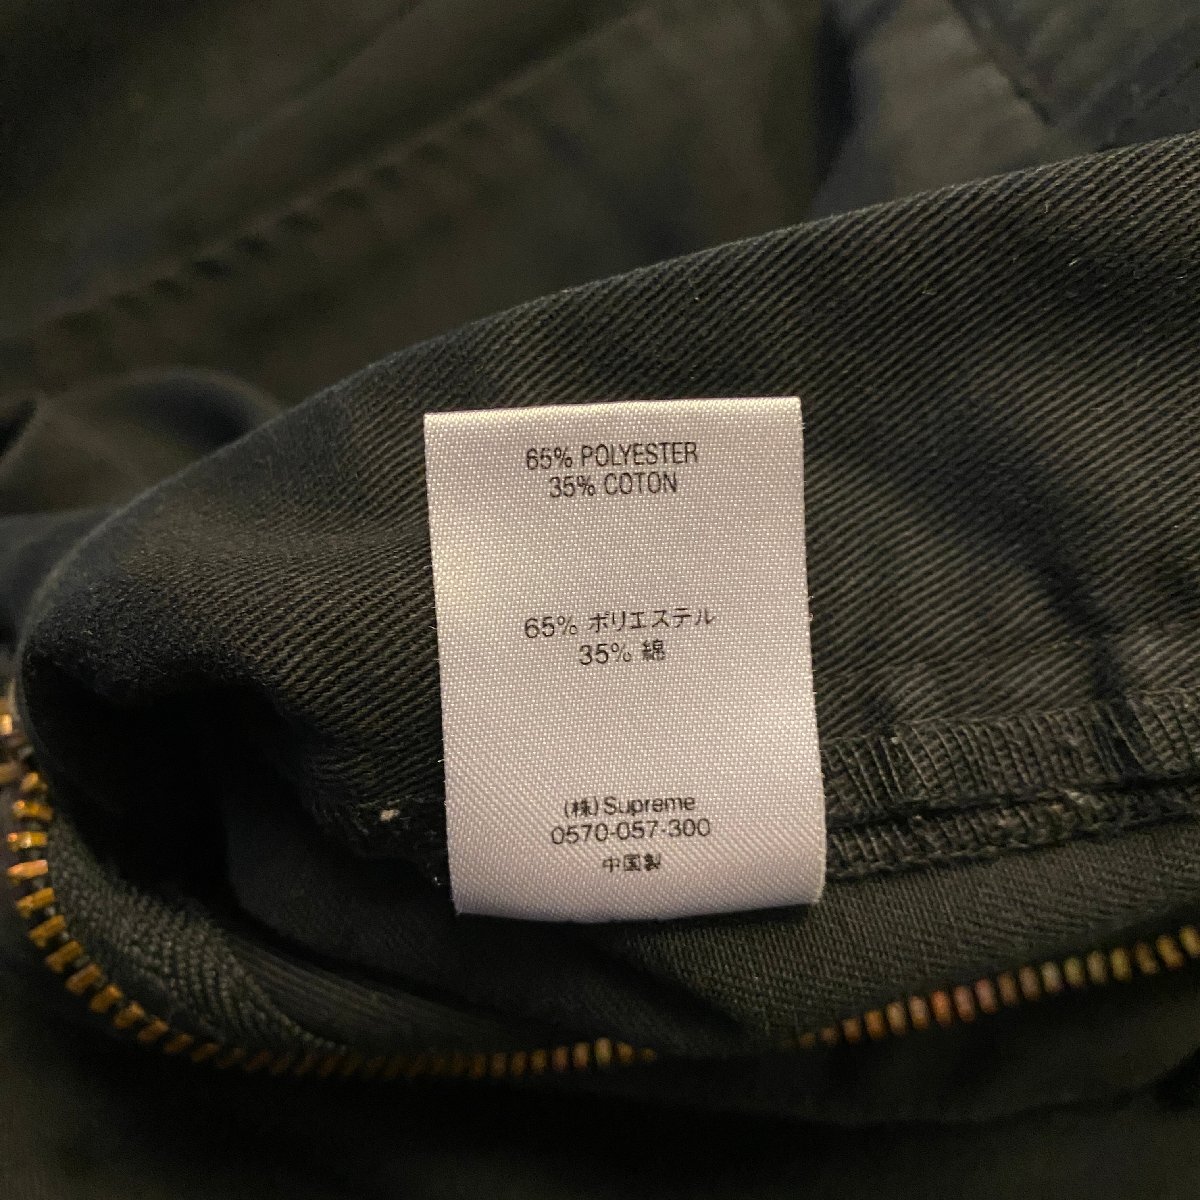 65% POLYESTER
35% COTON
65% ポリエステル
35% 綿
(株) Supreme
0570-057-300
中国製